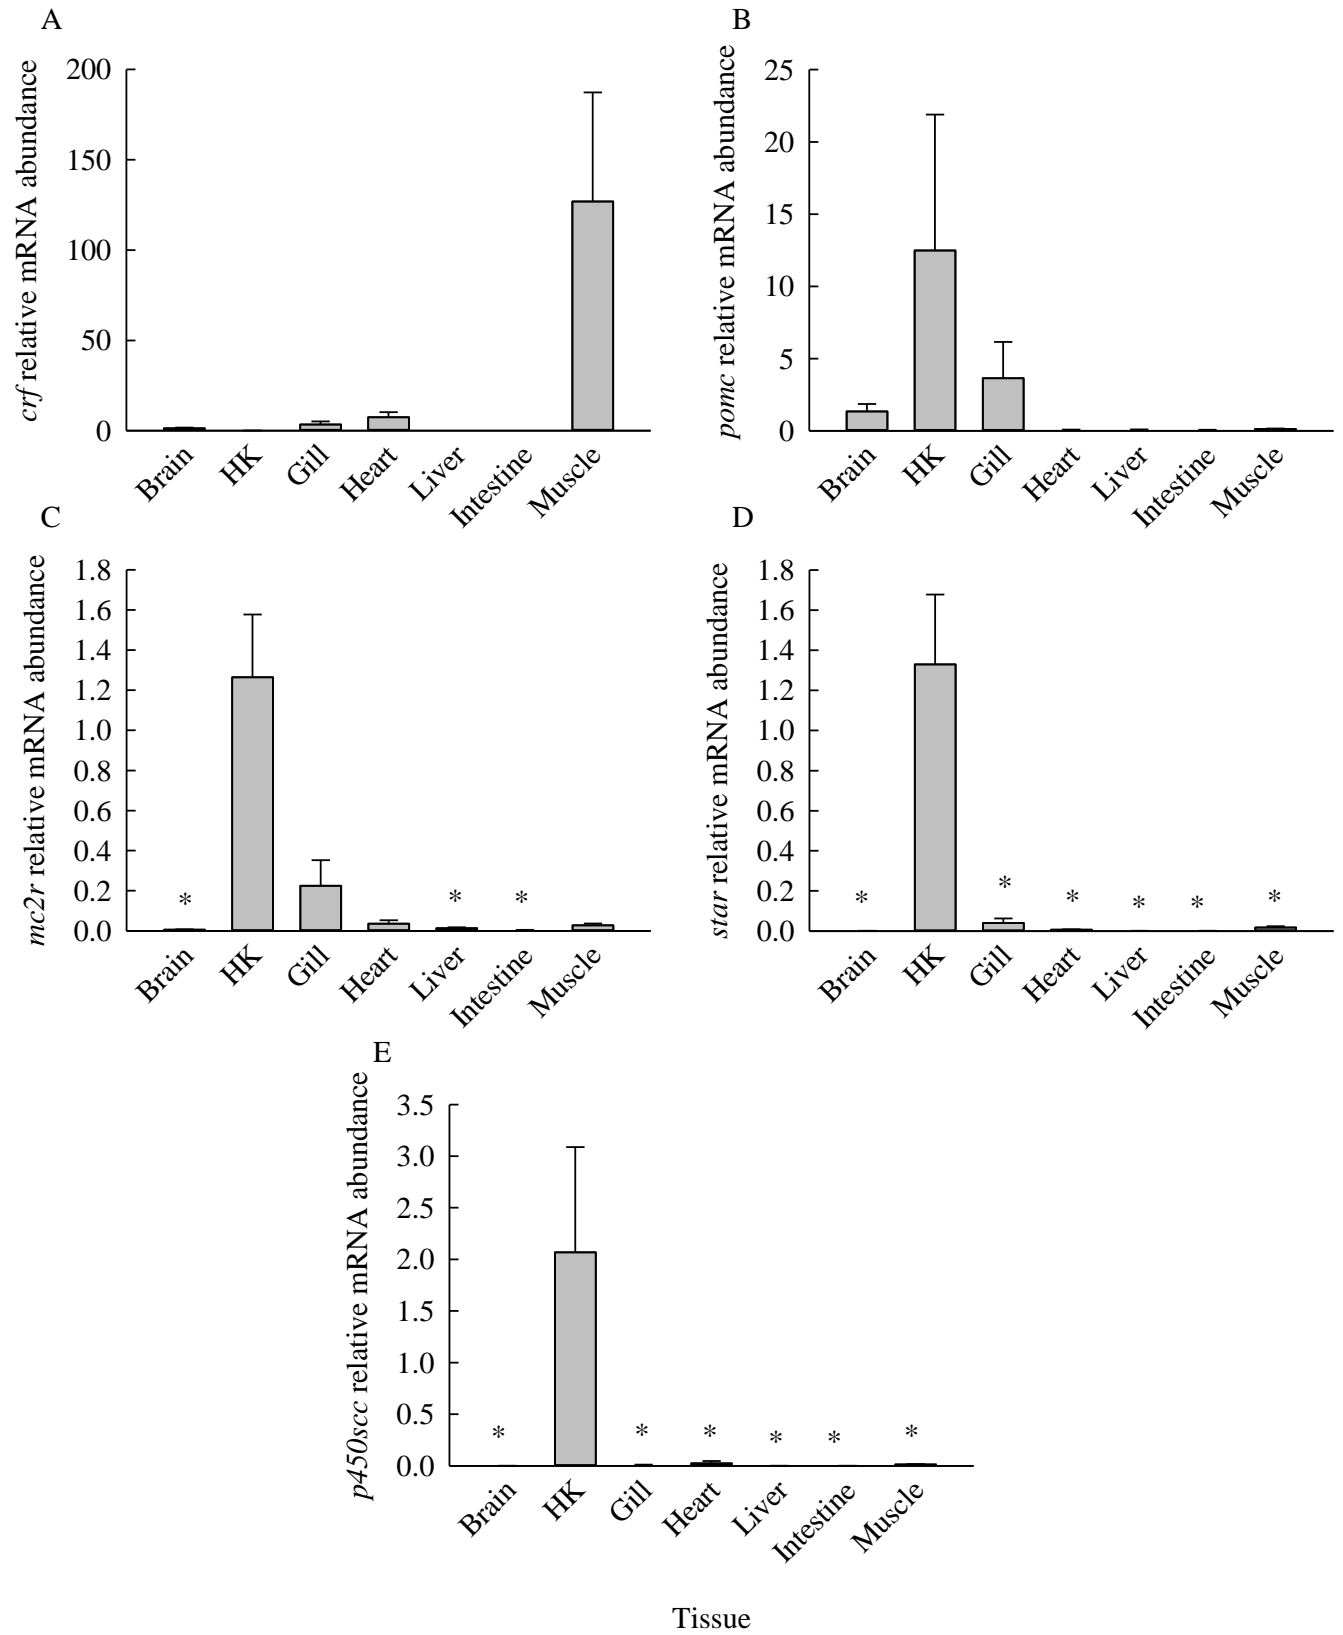 A
crf relative mRNA abundance
200
150
100
50
0
Brain
HK
Gill
Heart
Liver
Intestine
Muscle
B
pomc relative mRNA abundance
25
20
15
10
5
0
Brain
HK
Gill
Heart
Liver
Intestine
Muscle
C
mc2r relative mRNA abundance
1.8
1.6
1.4
1.2
1.0
0.8
0.6
0.4
0.2
0.0
* * *
Brain
HK
Gill
Heart
Liver
Intestine
Muscle
D
star relative mRNA abundance
1.8
1.6
1.4
1.2
1.0
0.8
0.6
0.4
0.2
0.0
* * * * * *
Brain
HK
Gill
Heart
Liver
Intestine
Muscle
E
p450scc relative mRNA abundance
3.5
3.0
2.5
2.0
1.5
1.0
0.5
0.0
* * * * * *
Brain
HK
Gill
Heart
Liver
Intestine
Muscle
Tissue